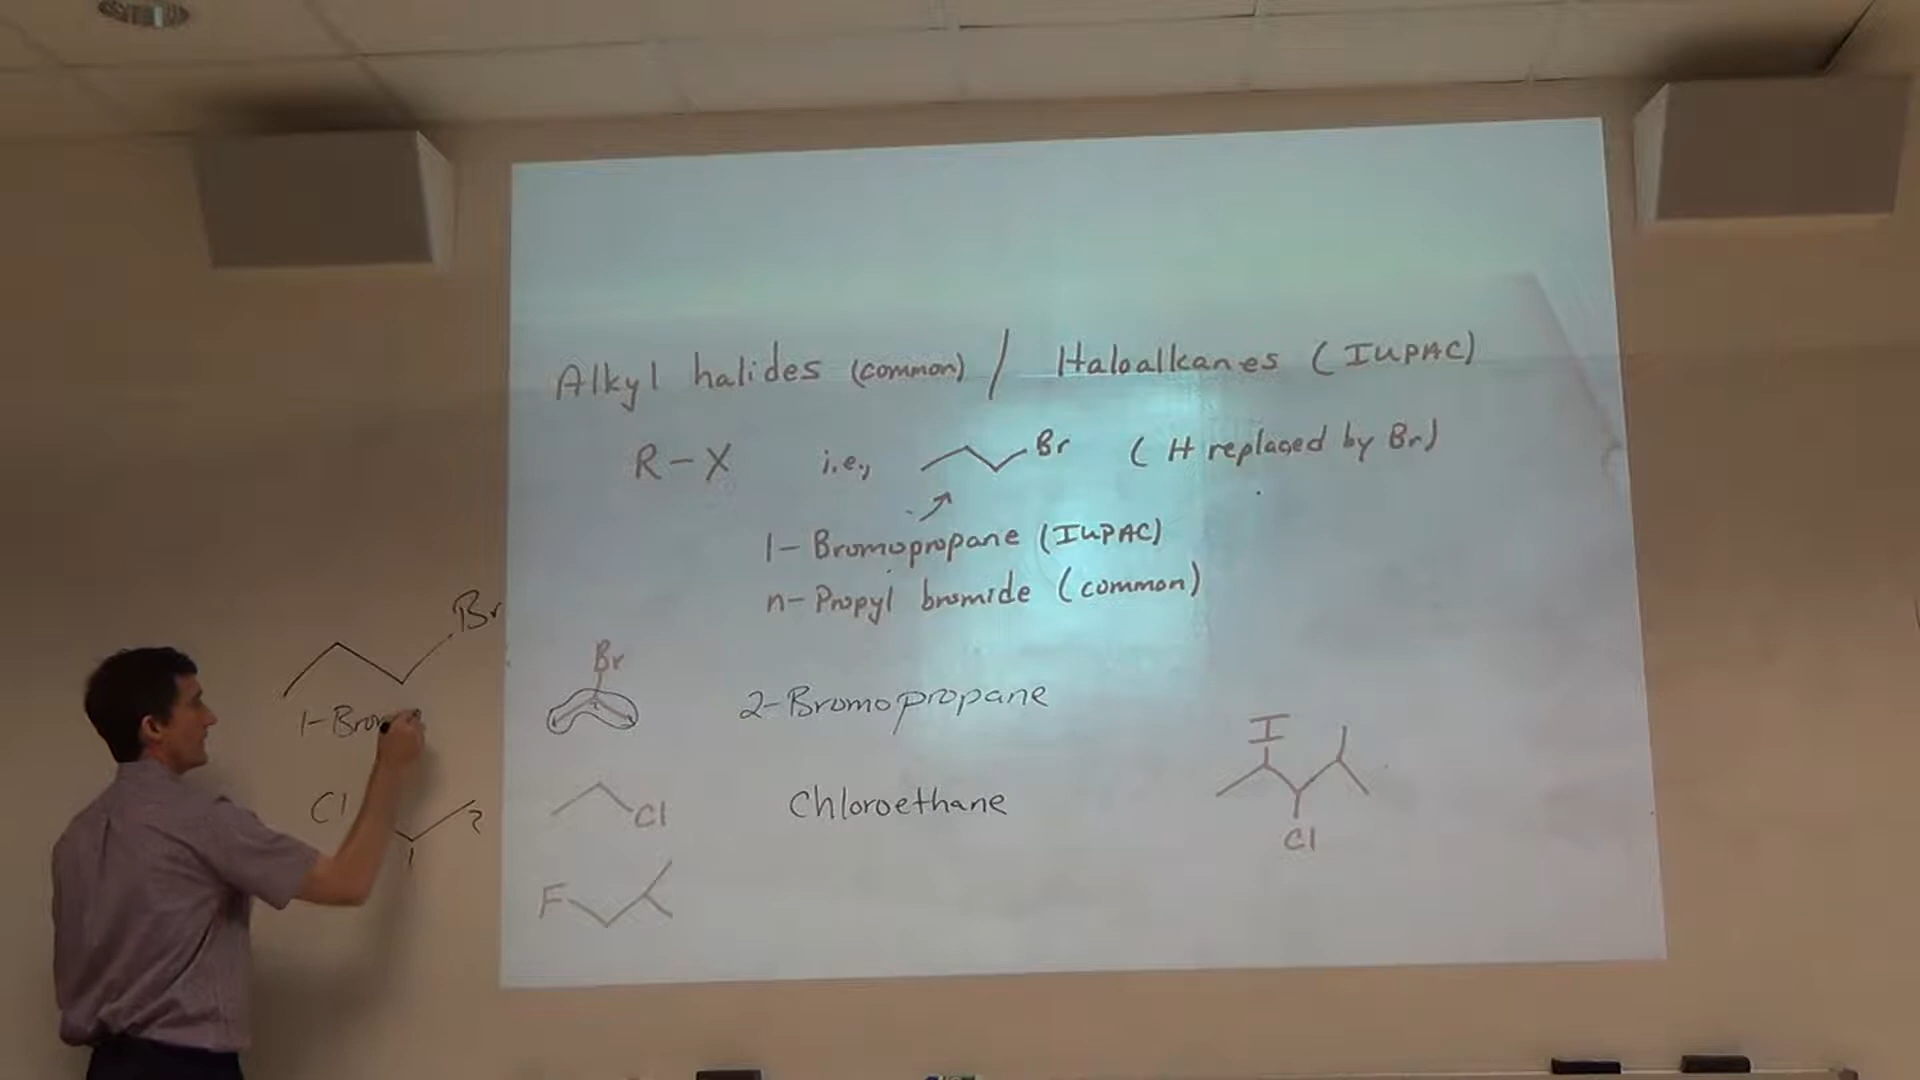 Alkyl halides (common) / Haloalkanes (IUPAC)
R-X i.e., Br (H replaced by Br)
1-Bromopropane (IUPAC)
n-Propyl bromide (common)
Br
1-Bro
Br
2-Bromopropane
Cl
1
2
Cl
Chloroethane
I
Cl
F